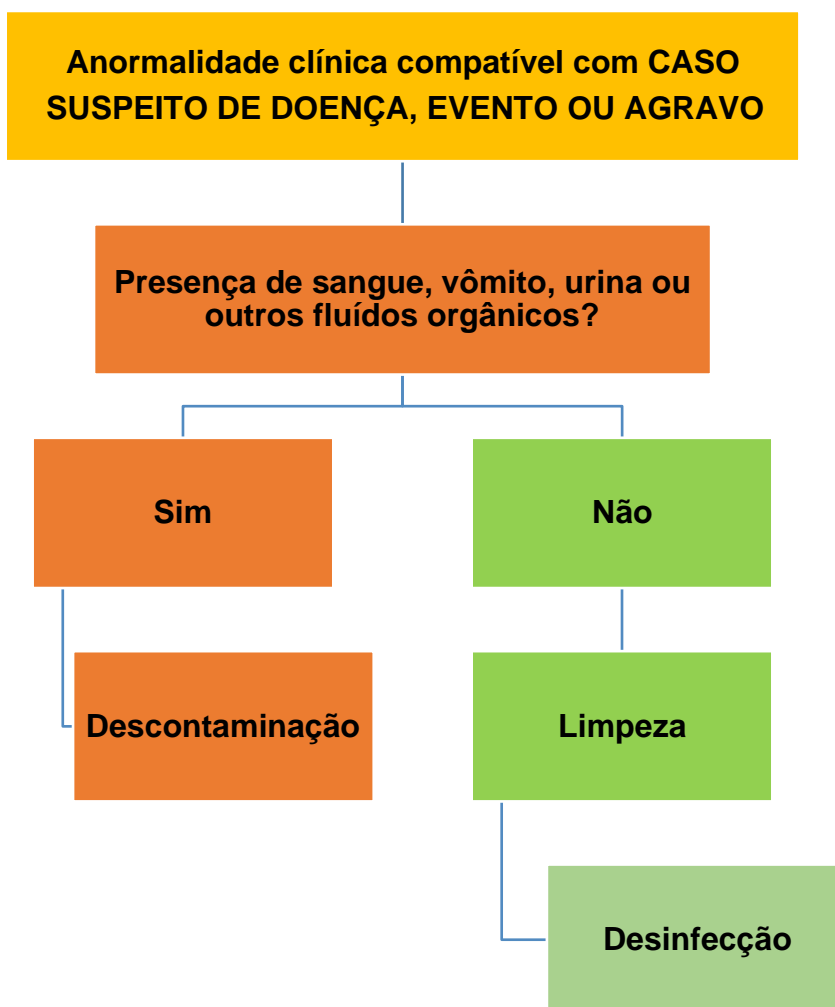 Anormalidade clínica compatível com CASO
SUSPEITO DE DOENÇA, EVENTO OU AGRAVO
Presença de sangue, vômito, urina ou
outros fluídos orgânicos?
Sim
Não
Descontaminação
Limpeza
Desinfecção